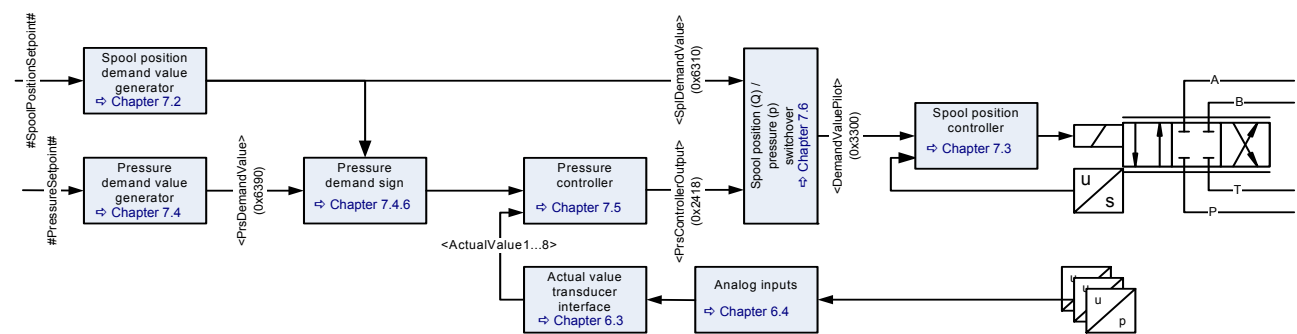 #SpoolPositionSetpoint#
Spool position
demand value
generator
⇨ Chapter 7.2
<SplDemandValue>
(0x6310)
Spool position (Q) /
pressure (p)
switchover
⇨ Chapter 7.6
<DemandValuePilot>
(0x3300)
Spool position
controller
⇨ Chapter 7.3
A
B
T
P
u
s
#PressureSetpoint#
Pressure
demand value
generator
⇨ Chapter 7.4
<PrsDemandValue>
(0x6390)
Pressure
demand sign
⇨ Chapter 7.4.6
Pressure
controller
⇨ Chapter 7.5
<PrsControllerOutput>
(0x2418)
<ActualValue1...8>
Actual value
transducer
interface
⇨ Chapter 6.3
Analog inputs
⇨ Chapter 6.4
u
u
u
p